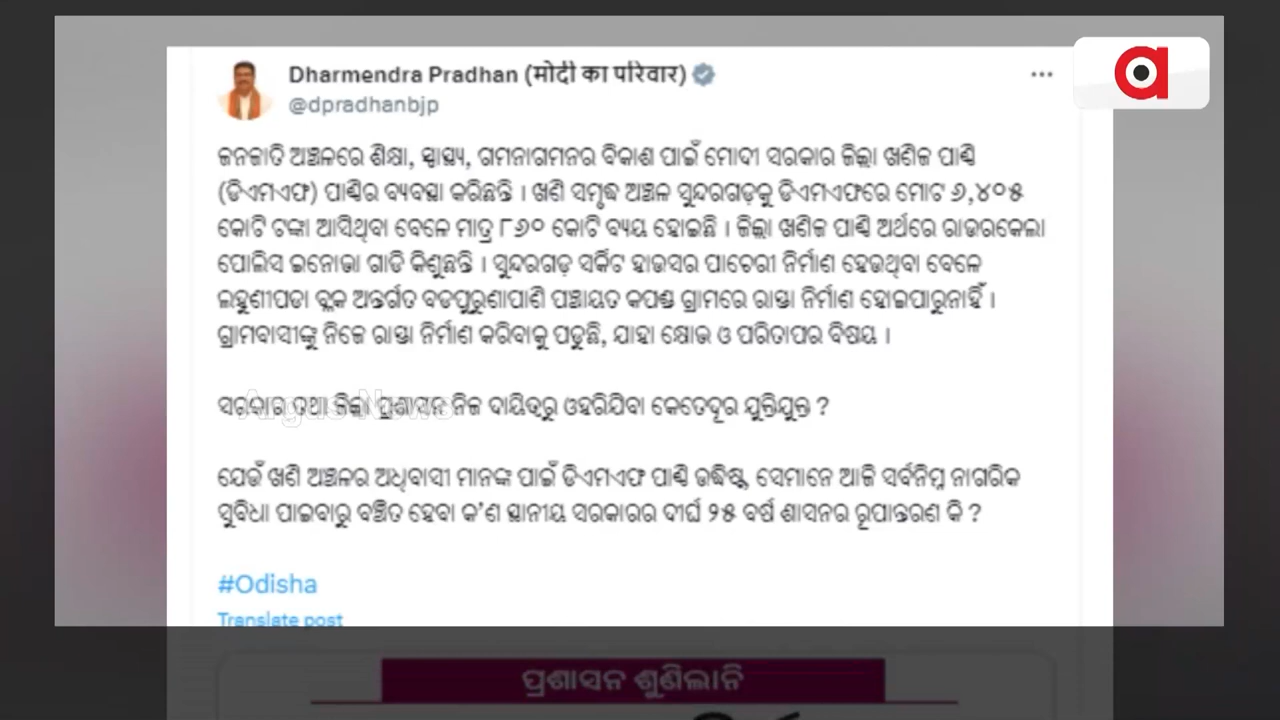 Dharmendra Pradhan (मोदी का परिवार)
@dpradhanbjp
ଜନଜାତି ଅଞ୍ଚଳରେ ଶିକ୍ଷା, ସ୍ୱାସ୍ଥ୍ୟ, ଗମନାଗମନର ବିକାଶ ପାଇଁ ମୋଦୀ ସରକାର ଜିଲ୍ଲା ଖଣିଜ ପାଣ୍ଠି
(ଡିଏମଏଫ) ପାଣ୍ଠିର ବ୍ୟବସ୍ଥା କରିଛନ୍ତି । ଖଣି ସମୃଦ୍ଧ ଅଞ୍ଚଳ ସୁନ୍ଦରଗଡ଼କୁ ଡିଏମଏଫରେ ମୋଟ ୬,୪୦୫
କୋଟି ଟଙ୍କା ଆସିଥିବା ବେଳେ ମାତ୍ର ୮୬୦ କୋଟି ବ୍ୟୟ ହୋଇଛି । ଜିଲ୍ଲା ଖଣିଜ ପାଣ୍ଠି ଅର୍ଥରେ ରାଉରକେଲା
ପୋଲିସ ଇନୋଭା ଗାଡି କିଣୁଛନ୍ତି । ସୁନ୍ଦରଗଡ଼ ସର୍କିଟ ହାଉସର ପାଚେରୀ ନିର୍ମାଣ ହେଉଥିବା ବେଳେ
ଲହୁଣୀପଡା ବ୍ଲକ ଅନ୍ତର୍ଗତ ବଡପୁରୁଣାପାଣି ପଞ୍ଚାୟତ କପଣ୍ଡ ଗ୍ରାମରେ ରାସ୍ତା ନିର୍ମାଣ ହୋଇପାରୁନାହିଁ ।
ଗ୍ରାମବାସୀଙ୍କୁ ନିଜେ ରାସ୍ତା ନିର୍ମାଣ କରିବାକୁ ପଡୁଛି, ଯାହା କ୍ଷୋଭ ଓ ପରିତାପର ବିଷୟ ।
ସରକାର ତଥା ଜିଲ୍ଲା ପ୍ରଶାସନ ନିଜ ଦାୟିତ୍ୱରୁ ଓହରିଯିବା କେତେଦୂର ଯୁକ୍ତିଯୁକ୍ତ ?
Argus News
ଯେଉଁ ଖଣି ଅଞ୍ଚଳର ଅଧିବାସୀ ମାନଙ୍କ ପାଇଁ ଡିଏମଏଫ ପାଣ୍ଠି ଉଦ୍ଧିଷ୍ଟ, ସେମାନେ ଆଜି ସର୍ବନିମ୍ନ ନାଗରିକ
ସୁବିଧା ପାଇବାରୁ ବଞ୍ଚିତ ହେବା କ'ଣ ସ୍ଥାନୀୟ ସରକାରର ଦୀର୍ଘ ୨୫ ବର୍ଷ ଶାସନର ରୂପାନ୍ତରଣ କି ?
#Odisha
Translate post
ପ୍ରଶାସନ ଶୁଣିଲାନି